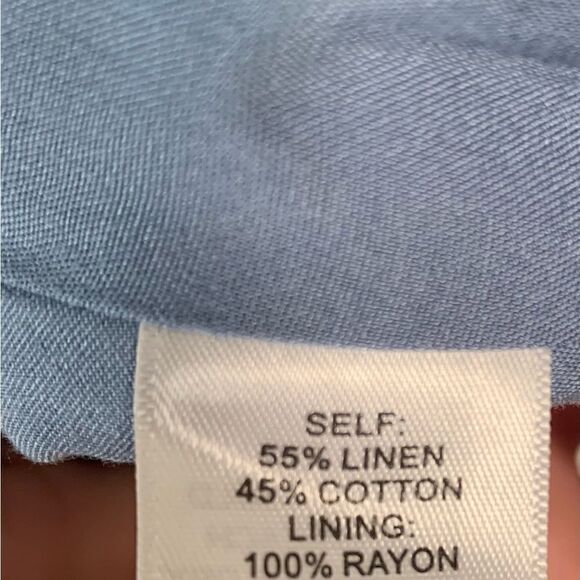 SELF:
55% LINEN
45% COTTON
LINING:
100% RAYON